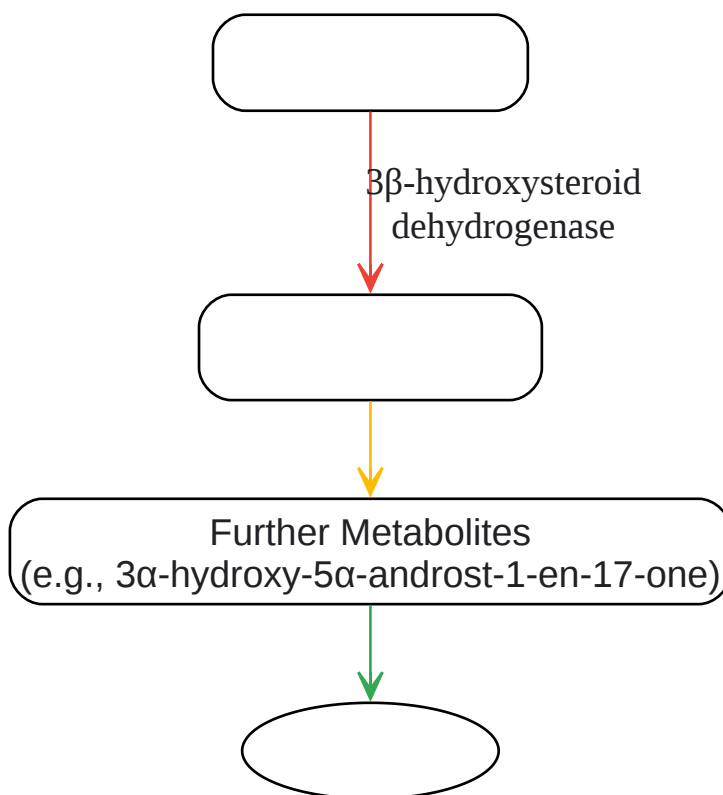 3β-hydroxysteroid
dehydrogenase
Further Metabolites
(e.g., 3α-hydroxy-5α-androst-1-en-17-one)